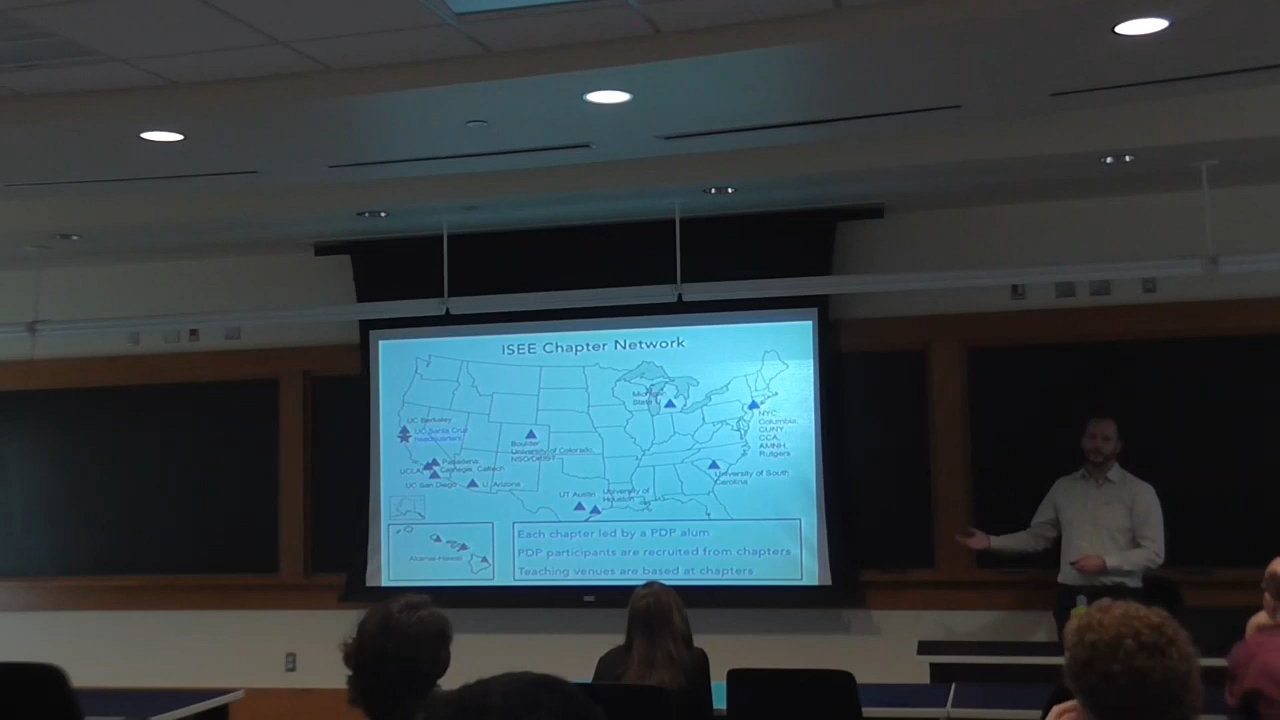 ISEE Chapter Network
UC Berkeley
UC Santa Cruz
headquarters
UCLA
Pasadena
Carnegie, Caltech
UC San Diego
U. Arizona
Boulder
University of Colorado,
NSO/DKIST
Michigan
State U
UT Austin
University of
Houston
University of South
Carolina
NYC
Columbia,
CUNY
CCA,
AMNH,
Rutgers
Akamai-Hawaii
Each chapter led by a PDP alum
PDP participants are recruited from chapters
Teaching venues are based at chapters